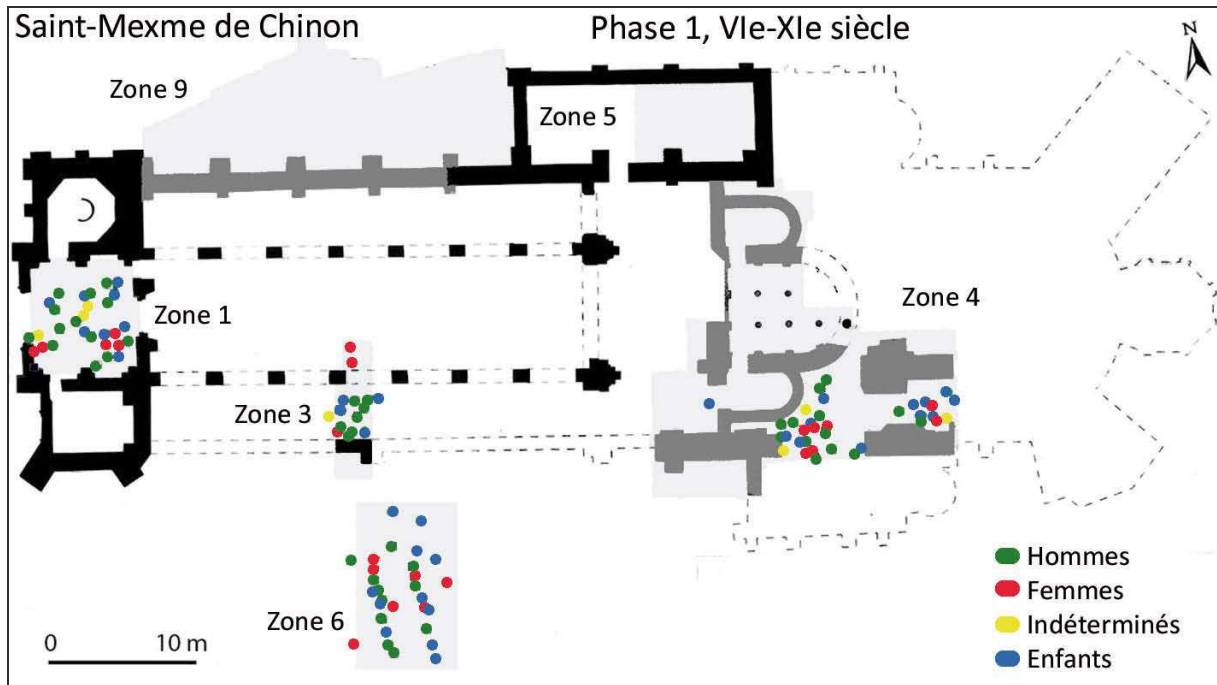 Saint-Mexme de Chinon
Phase 1, VIe-XIe siècle
N
Zone 9
Zone 5
Zone 1
Zone 4
Zone 3
Zone 6
0 10 m
Hommes
Femmes
Indéterminés
Enfants